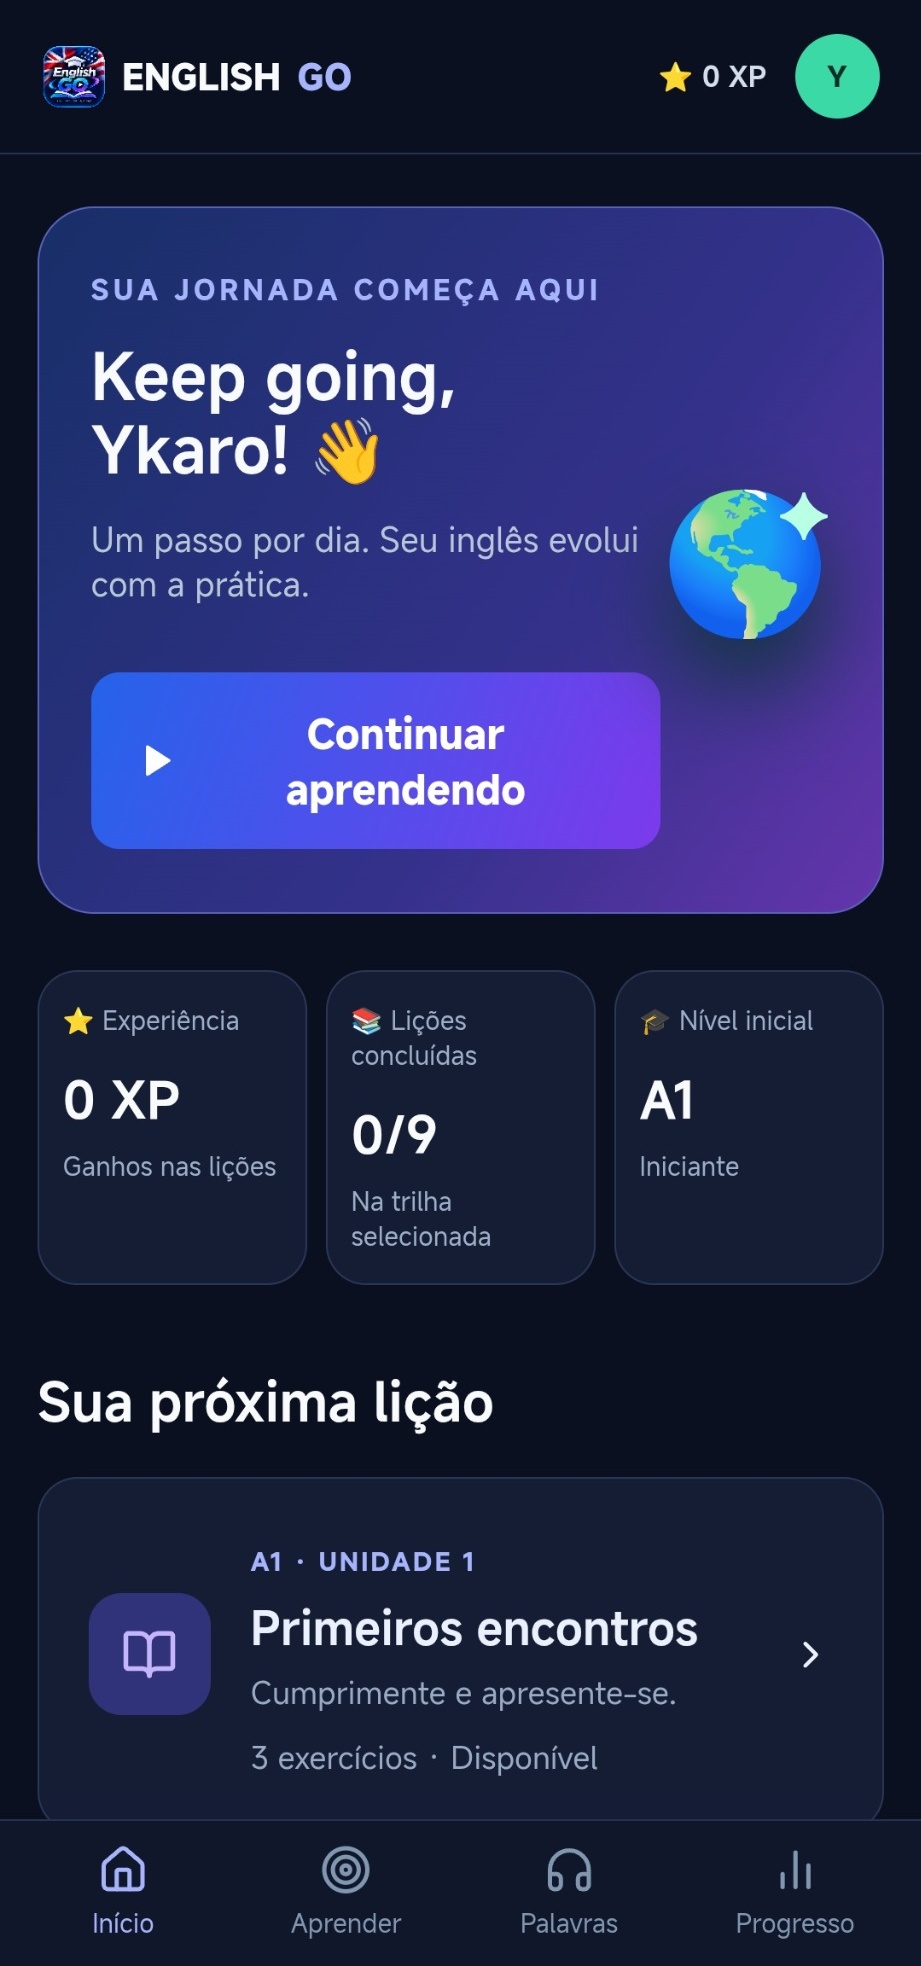 English GO
ENGLISH GO
⭐ 0 XP
Y
SUA JORNADA COMEÇA AQUI
Keep going,
Ykaro! 👋
Um passo por dia. Seu inglês evolui
com a prática.
Continuar
aprendendo
⭐ Experiência
0 XP
Ganhos nas lições
📚 Lições
concluídas
0/9
Na trilha
selecionada
🎓 Nível inicial
A1
Iniciante
Sua próxima lição
A1 · UNIDADE 1
Primeiros encontros
Cumprimente e apresente-se.
3 exercícios · Disponível
Início
Aprender
Palavras
Progresso